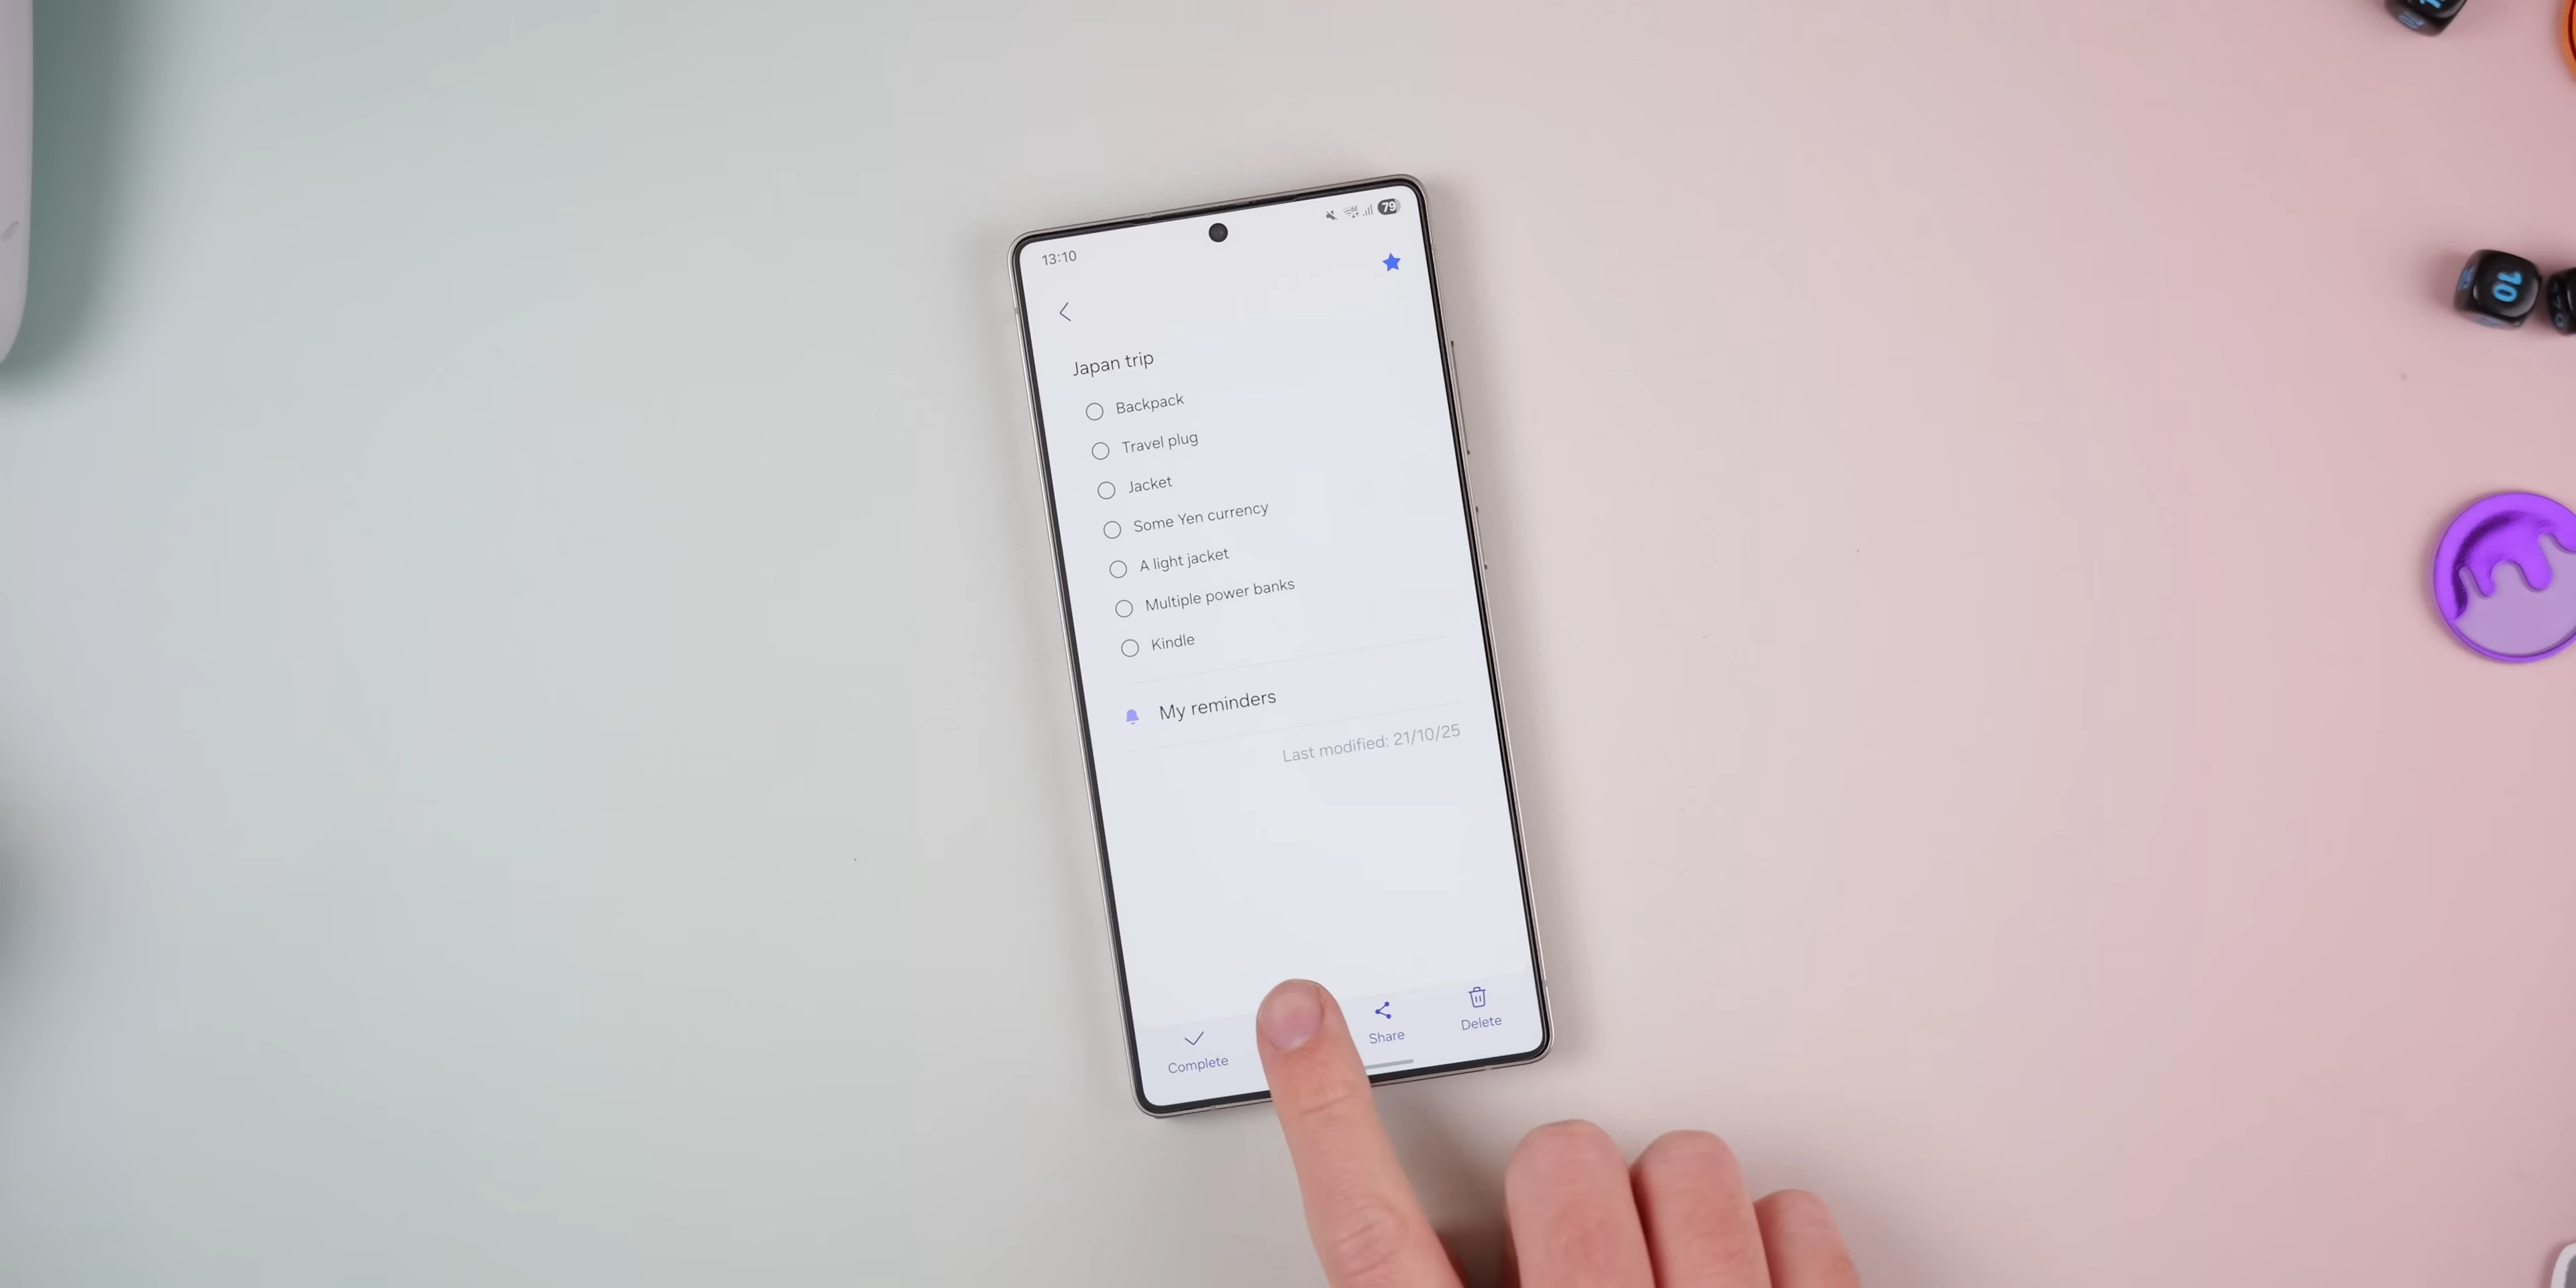 13:10
79
Japan trip
Backpack
Travel plug
Jacket
Some Yen currency
A light jacket
Multiple power banks
Kindle
My reminders
Last modified: 21/10/25
Complete
Share
Delete
10